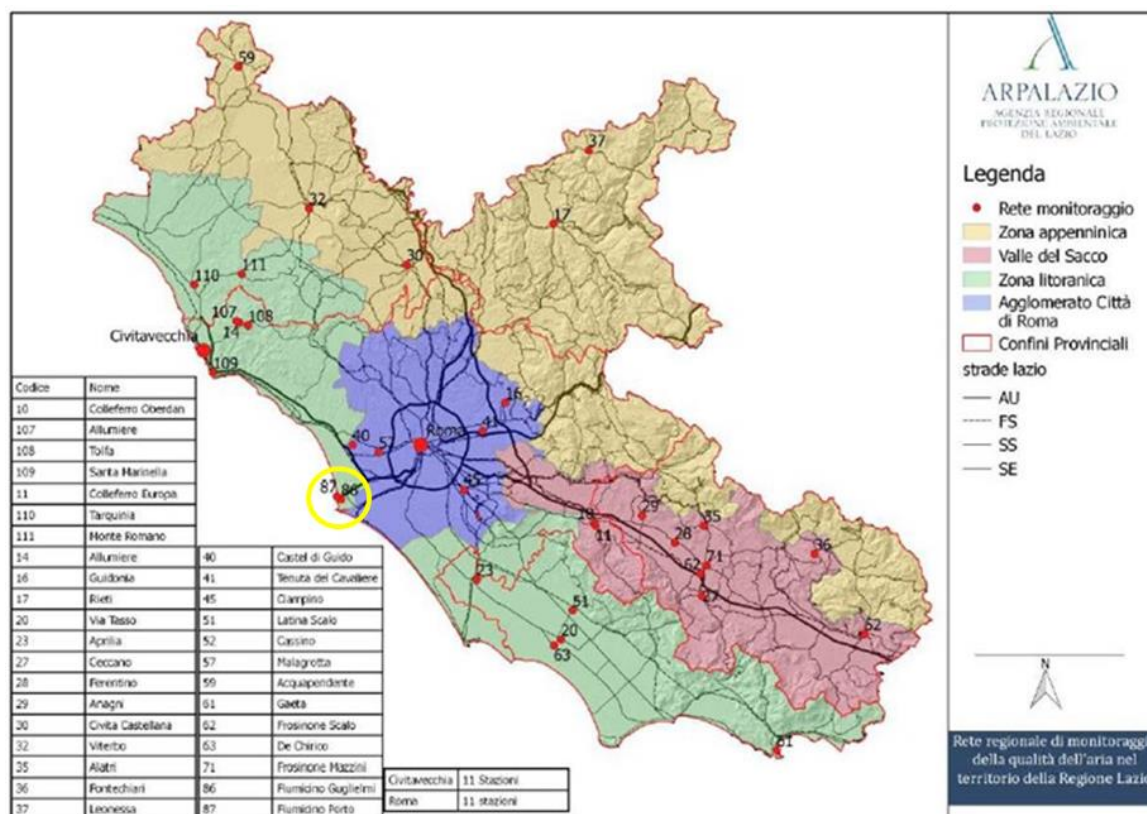 ARPALAZIO
AGENZIA REGIONALE
PROTEZIONE AMBIENTALE
DEL LAZIO
Legenda
Rete monitoraggio
Zona appenninica
Valle del Sacco
Zona litoranica
Agglomerato Città
di Roma
Confini Provinciali
strade lazio
AU
FS
SS
SE
N
Rete regionale di monitoraggi
della qualità dell'aria nel
territorio della Regione Lazi
59
37
32
17
30
111
110
107
108
14
Civitavecchia
109
16
41
Roma
40
57
87
86
45
29
35
10
11
28
36
71
62
27
23
51
52
20
63
61
Codice Nome
10 Colleferro Oberdan
107 Allumiere
108 Tolfa
109 Santa Marinella
11 Colleferro Europa
110 Tarquinia
111 Monte Romano
14 Allumiere 40 Castel di Guido
16 Guidonia 41 Tenuta del Cavaliere
17 Rieti 45 Ciampino
20 Via Tasso 51 Latina Scalo
23 Aprilia 52 Cassino
27 Ceccano 57 Malagrotta
28 Ferentino 59 Acquapendente
29 Anagni 61 Gaeta
30 Civita Castellana 62 Frosinone Scalo
32 Viterbo 63 De Chirico
35 Alatri 71 Frosinone Mazzini
36 Fontechiari 86 Fiumicino Guglielmi
37 Leonessa 87 Fiumicino Porto
Civitavecchia 11 Stazioni
Roma 11 stazioni